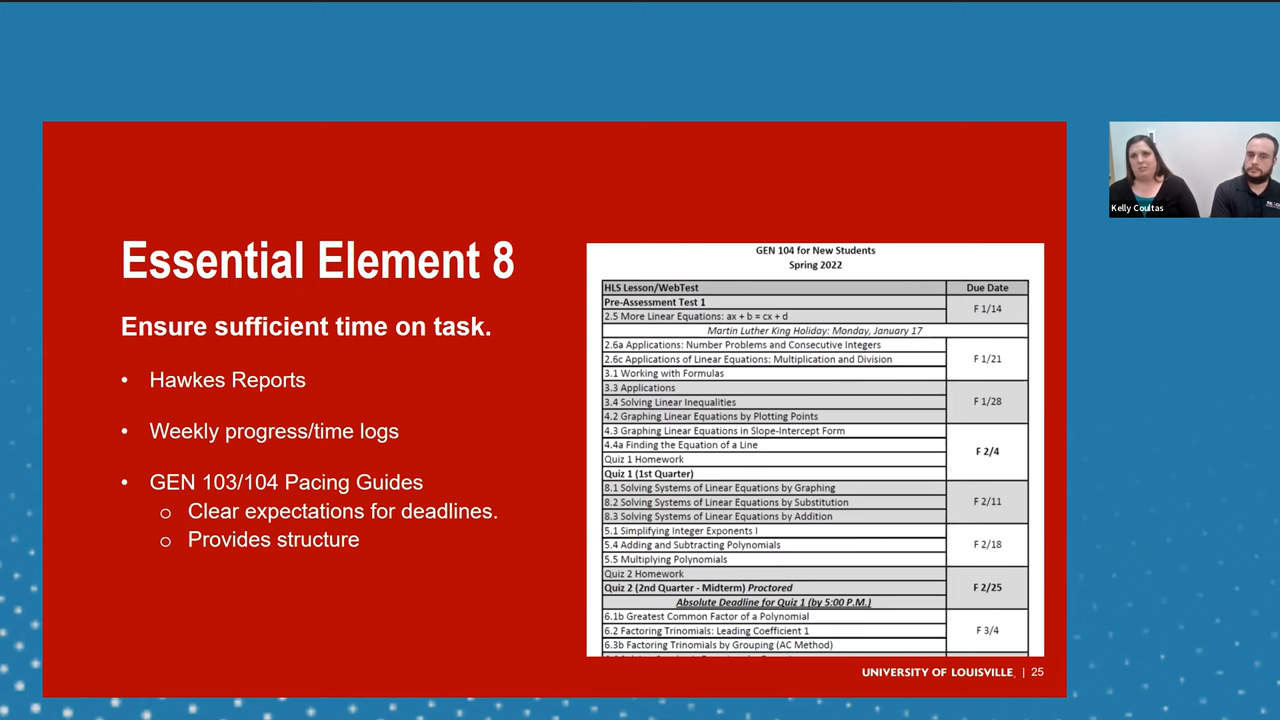 Essential Element 8
Ensure sufficient time on task.
• Hawkes Reports
• Weekly progress/time logs
• GEN 103/104 Pacing Guides
o Clear expectations for deadlines.
o Provides structure
GEN 104 for New Students
Spring 2022
HLS Lesson/WebTest Due Date
Pre-Assessment Test 1
2.5 More Linear Equations: ax + b = cx + d
F 1/14
Martin Luther King Holiday: Monday, January 17
2.6a Applications: Number Problems and Consecutive Integers
2.6c Applications of Linear Equations: Multiplication and Division
3.1 Working with Formulas
F 1/21
3.3 Applications
3.4 Solving Linear Inequalities
4.2 Graphing Linear Equations by Plotting Points
F 1/28
4.3 Graphing Linear Equations in Slope-Intercept Form
4.4a Finding the Equation of a Line
Quiz 1 Homework
Quiz 1 (1st Quarter)
F 2/4
8.1 Solving Systems of Linear Equations by Graphing
8.2 Solving Systems of Linear Equations by Substitution
8.3 Solving Systems of Linear Equations by Addition
F 2/11
5.1 Simplifying Integer Exponents I
5.4 Adding and Subtracting Polynomials
5.5 Multiplying Polynomials
F 2/18
Quiz 2 Homework
Quiz 2 (2nd Quarter - Midterm) Proctored
Absolute Deadline for Quiz 1 (by 5:00 P.M.)
F 2/25
6.1b Greatest Common Factor of a Polynomial
6.2 Factoring Trinomials: Leading Coefficient 1
6.3b Factoring Trinomials by Grouping (AC Method)
F 3/4
UNIVERSITY OF LOUISVILLE. | 25
Kelly Coultas